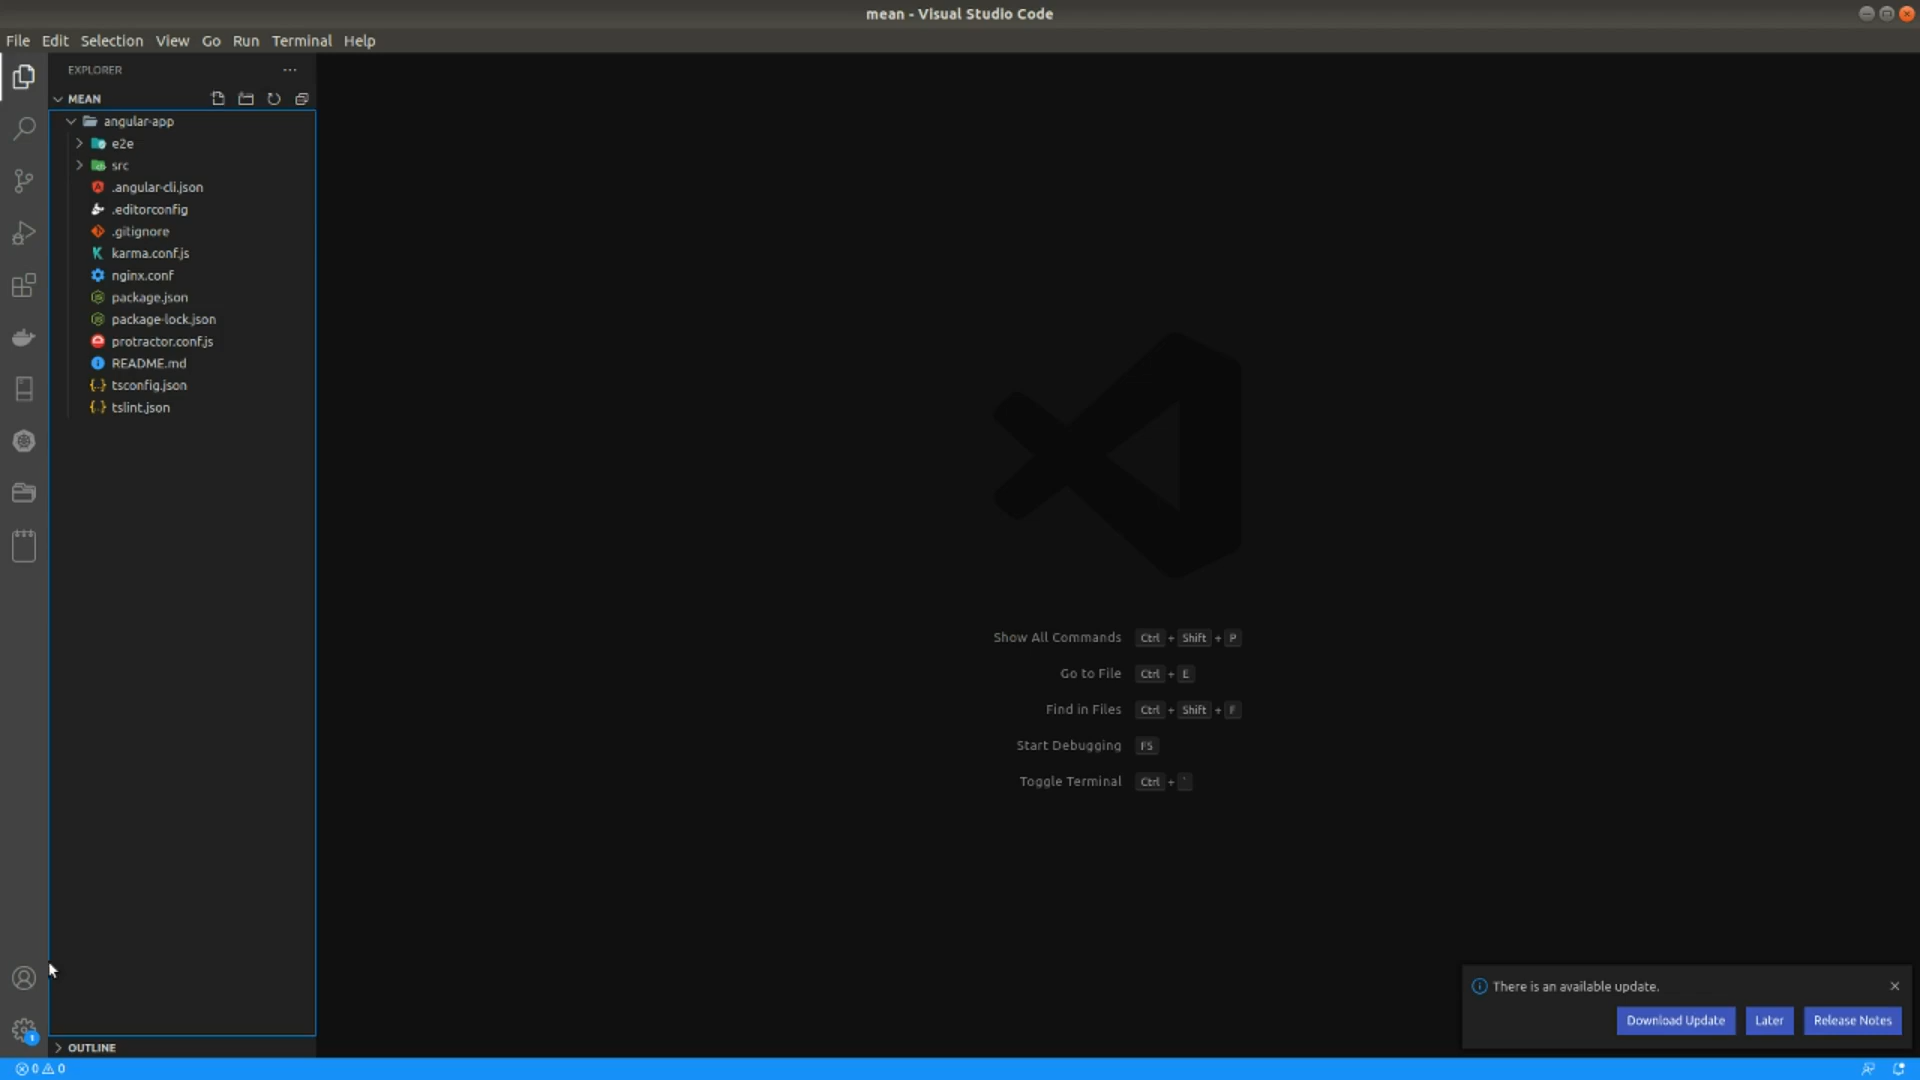 mean - Visual Studio Code
File Edit Selection View Go Run Terminal Help
EXPLORER
MEAN
angular-app
e2e
src
.angular-cli.json
.editorconfig
.gitignore
karma.conf.js
nginx.conf
package.json
package-lock.json
protractor.conf.js
README.md
tsconfig.json
tslint.json
Show All Commands Ctrl + Shift + P
Go to File Ctrl + E
Find in Files Ctrl + Shift + F
Start Debugging F5
Toggle Terminal Ctrl + `
There is an available update.
Download Update Later Release Notes
1
OUTLINE
0 0